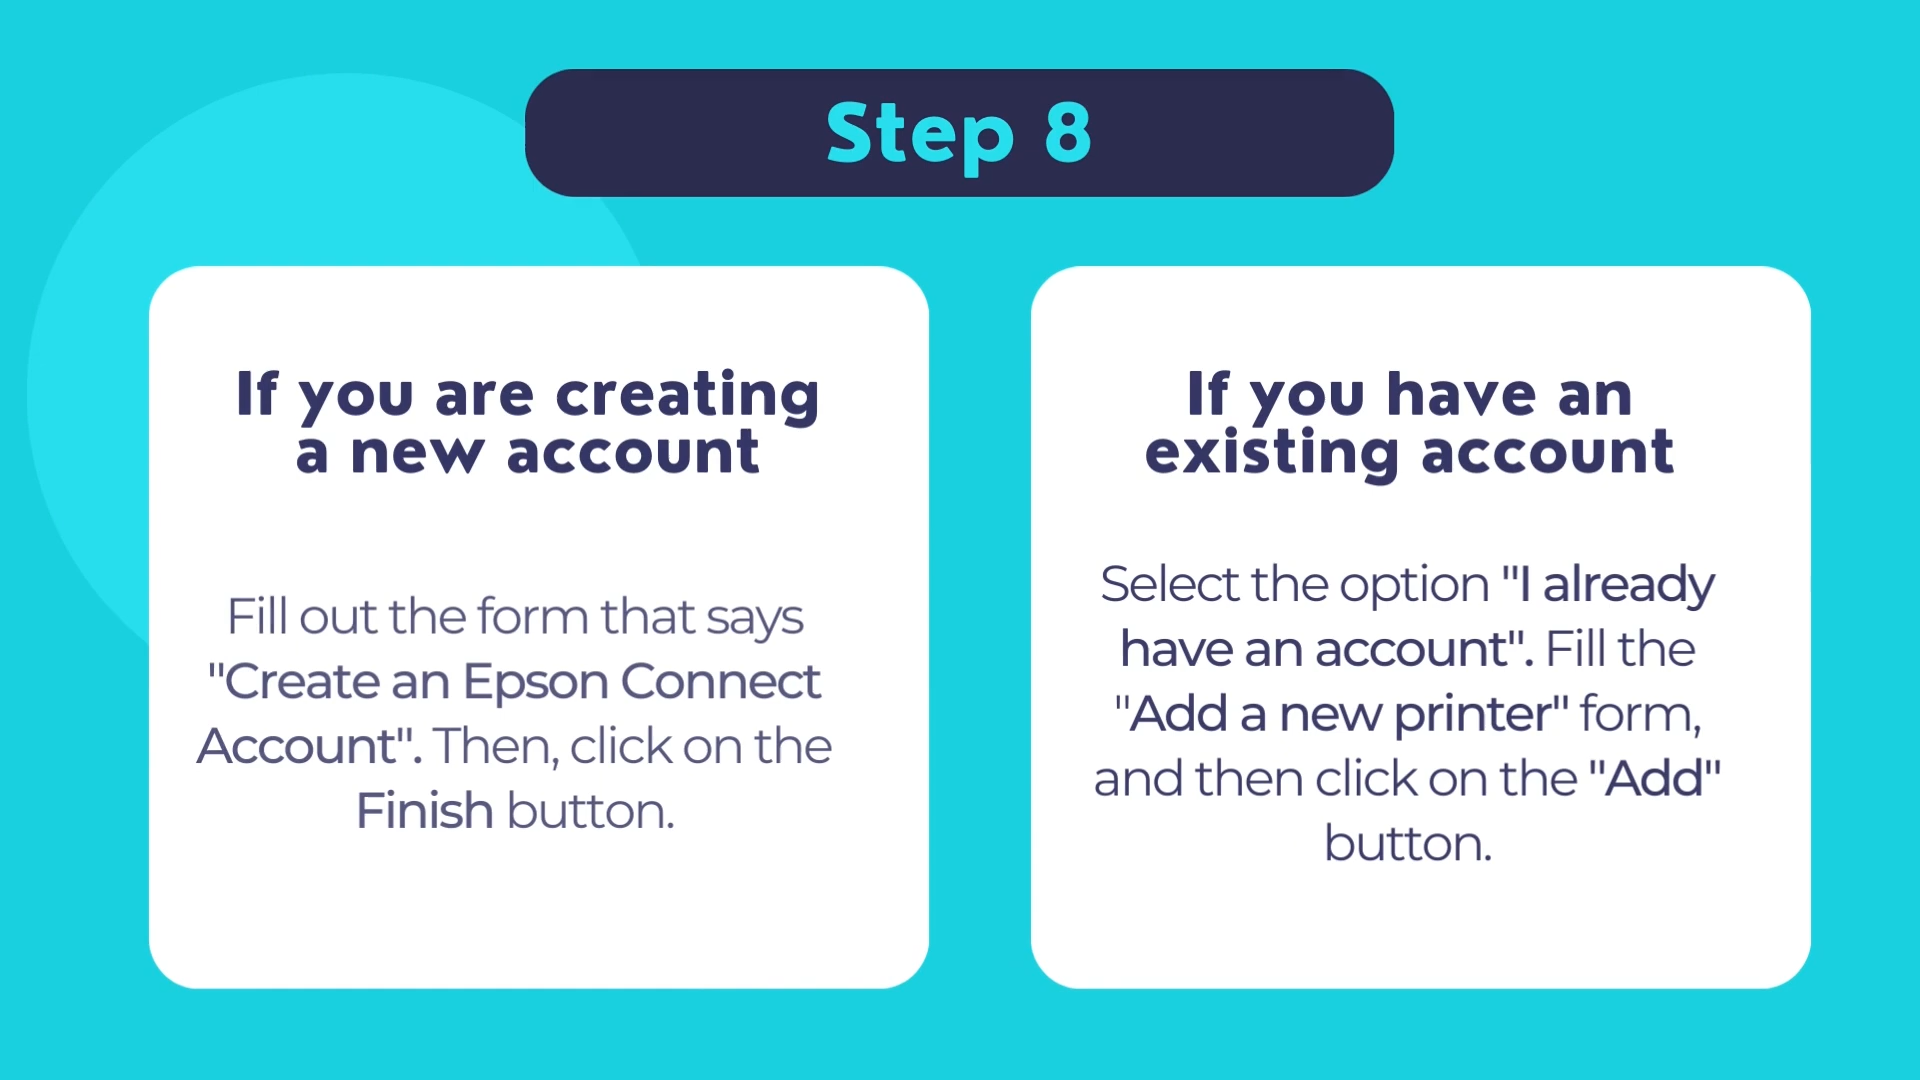 Step 8
If you are creating
a new account
Fill out the form that says
"Create an Epson Connect
Account". Then, click on the
Finish button.
If you have an
existing account
Select the option "I already
have an account". Fill the
"Add a new printer" form,
and then click on the "Add"
button.